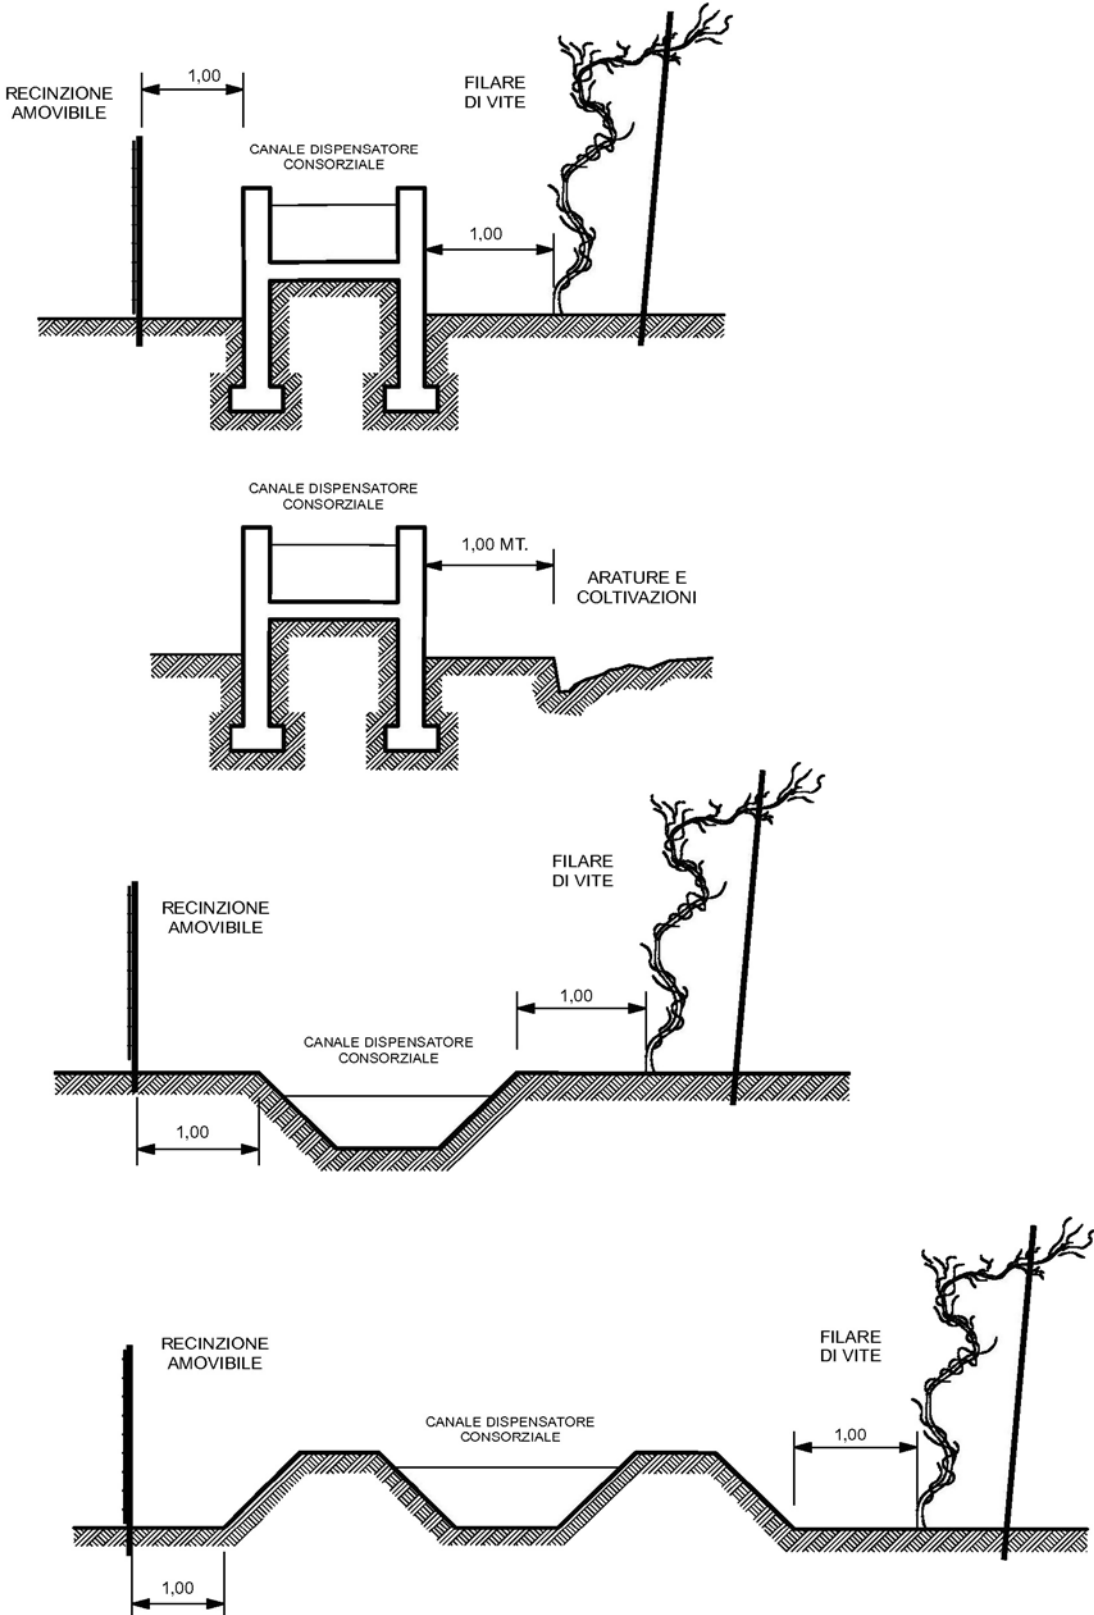 1,00
RECINZIONE
AMOVIBILE
FILARE
DI VITE
CANALE DISPENSATORE
CONSORZIALE
1,00
CANALE DISPENSATORE
CONSORZIALE
1,00 MT.
ARATURE E
COLTIVAZIONI
FILARE
DI VITE
RECINZIONE
AMOVIBILE
1,00
CANALE DISPENSATORE
CONSORZIALE
1,00
RECINZIONE
AMOVIBILE
FILARE
DI VITE
CANALE DISPENSATORE
CONSORZIALE
1,00
1,00